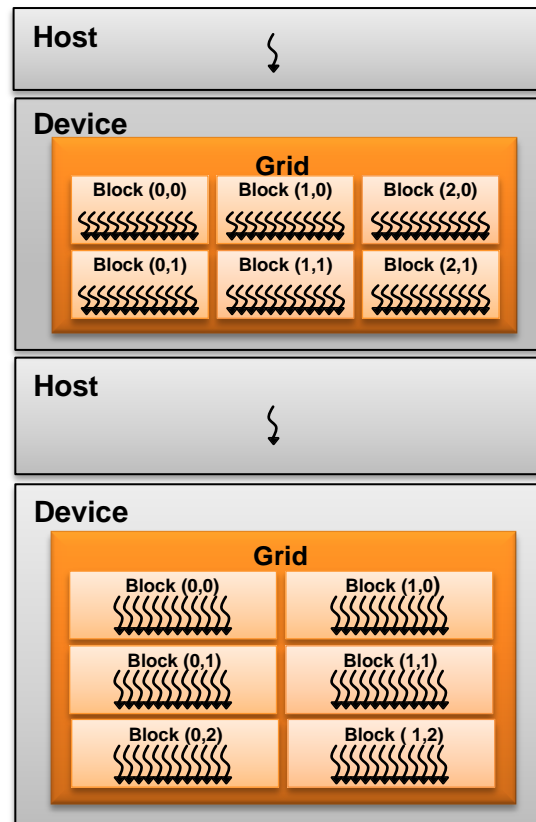 Host
Device
Grid
Block (0,0) Block (1,0) Block (2,0)
Block (0,1) Block (1,1) Block (2,1)
Host
Device
Grid
Block (0,0) Block (1,0)
Block (0,1) Block (1,1)
Block (0,2) Block ( 1,2)